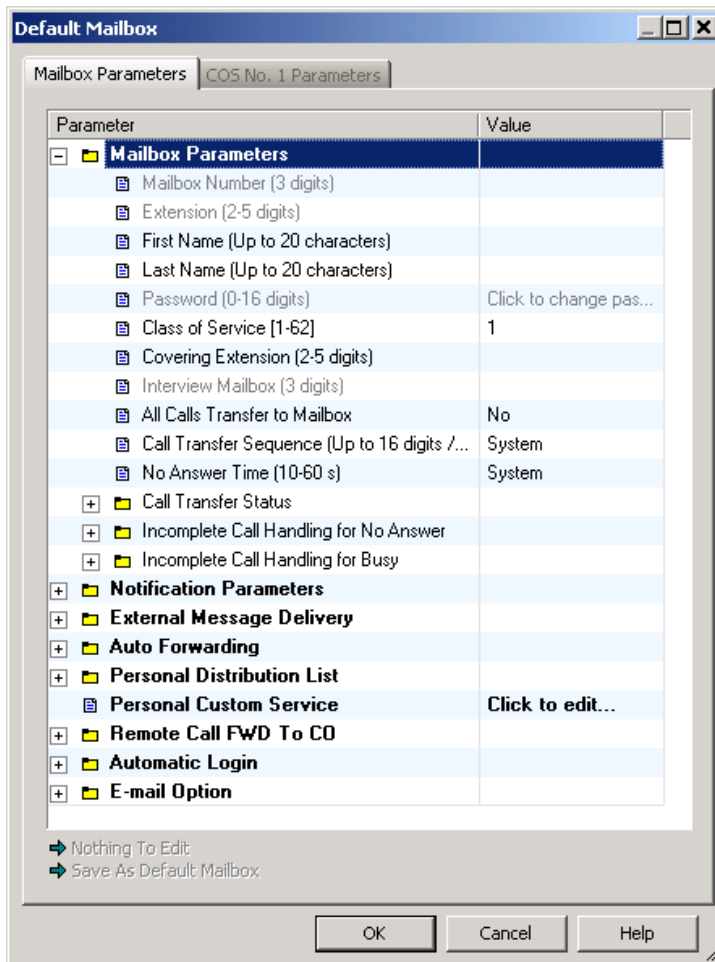 Default Mailbox
Mailbox Parameters COS No. 1 Parameters
Parameter Value
Mailbox Parameters
Mailbox Number (3 digits)
Extension (2-5 digits)
First Name (Up to 20 characters)
Last Name (Up to 20 characters)
Password (0-16 digits) Click to change pas...
Class of Service [1-62] 1
Covering Extension (2-5 digits)
Interview Mailbox (3 digits)
All Calls Transfer to Mailbox No
Call Transfer Sequence (Up to 16 digits /... System
No Answer Time (10-60 s) System
Call Transfer Status
Incomplete Call Handling for No Answer
Incomplete Call Handling for Busy
Notification Parameters
External Message Delivery
Auto Forwarding
Personal Distribution List
Personal Custom Service Click to edit...
Remote Call FWD To CO
Automatic Login
E-mail Option
Nothing To Edit
Save As Default Mailbox
OK Cancel Help